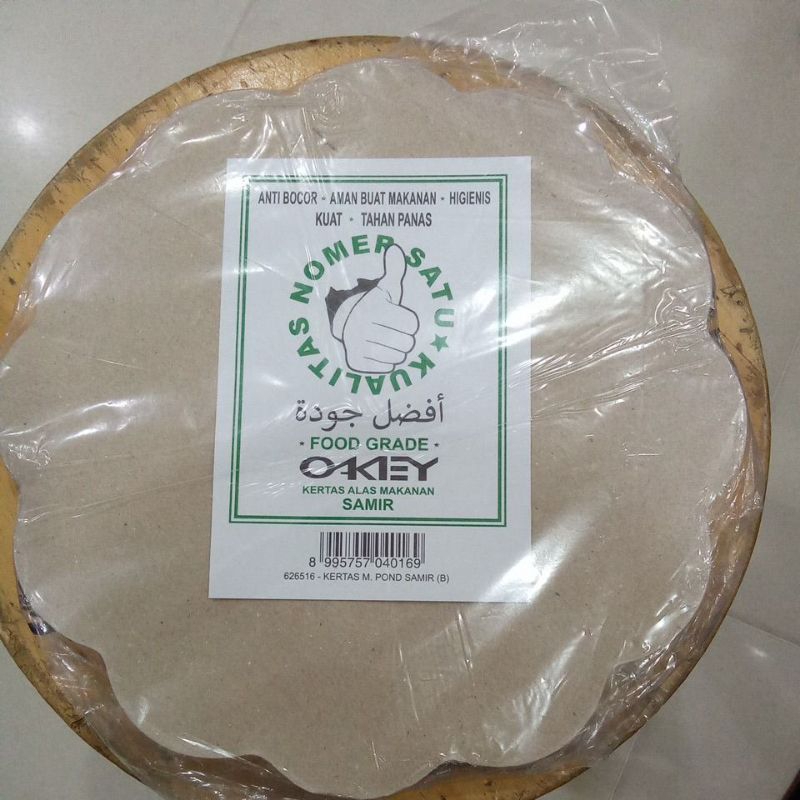 ANTI BOCOR • AMAN BUAT MAKANAN • HIGIENIS
KUAT • TAHAN PANAS
KUALITAS NOMER SATU ★
أفضل جودة
★ FOOD GRADE ★
OAKLEY
KERTAS ALAS MAKANAN
SAMIR
8 995757 040169
626516 - KERTAS M. POND SAMIR (B)